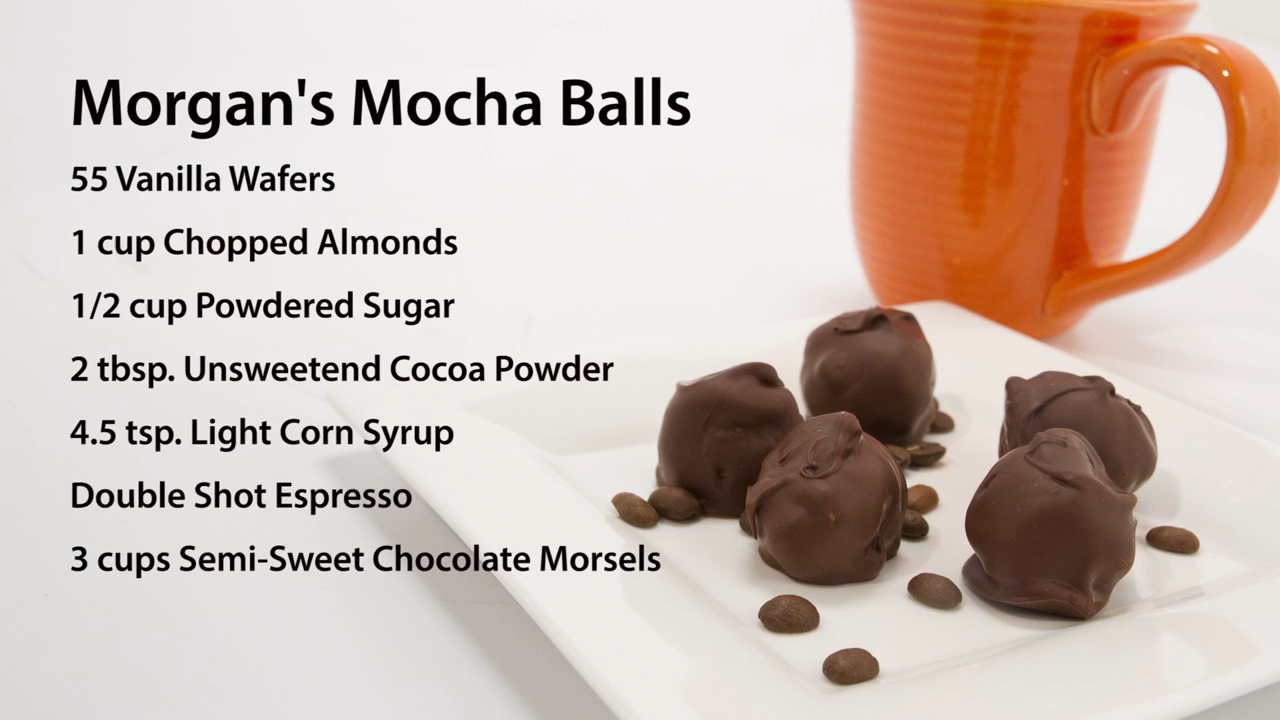 Morgan's Mocha Balls
55 Vanilla Wafers
1 cup Chopped Almonds
1/2 cup Powdered Sugar
2 tbsp. Unsweetend Cocoa Powder
4.5 tsp. Light Corn Syrup
Double Shot Espresso
3 cups Semi-Sweet Chocolate Morsels